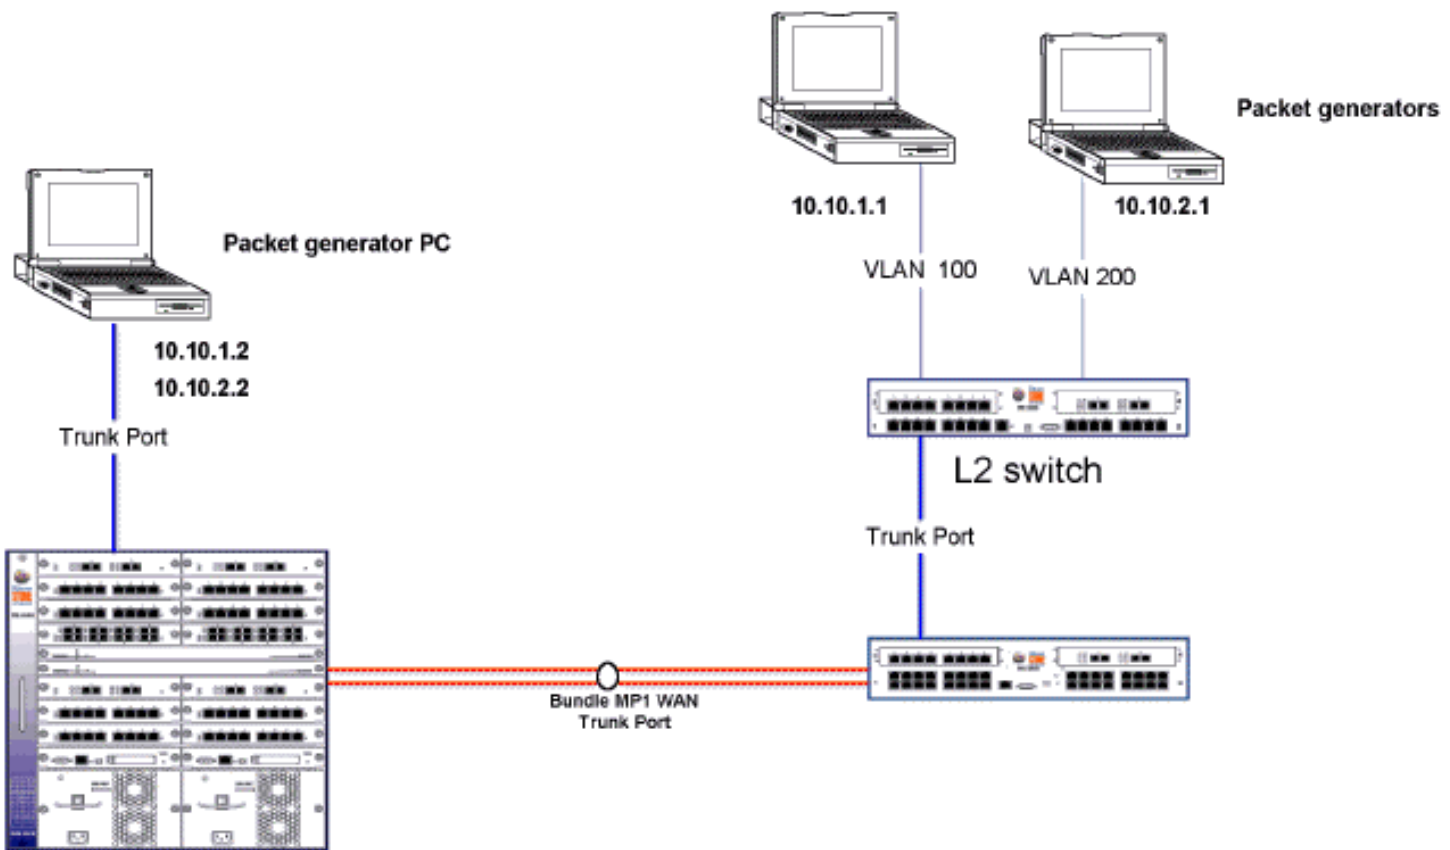 Packet generators
10.10.1.1
10.10.2.1
Packet generator PC
VLAN 100
VLAN 200
10.10.1.2
10.10.2.2
Trunk Port
L2 switch
Trunk Port
Bundle MP1 WAN
Trunk Port